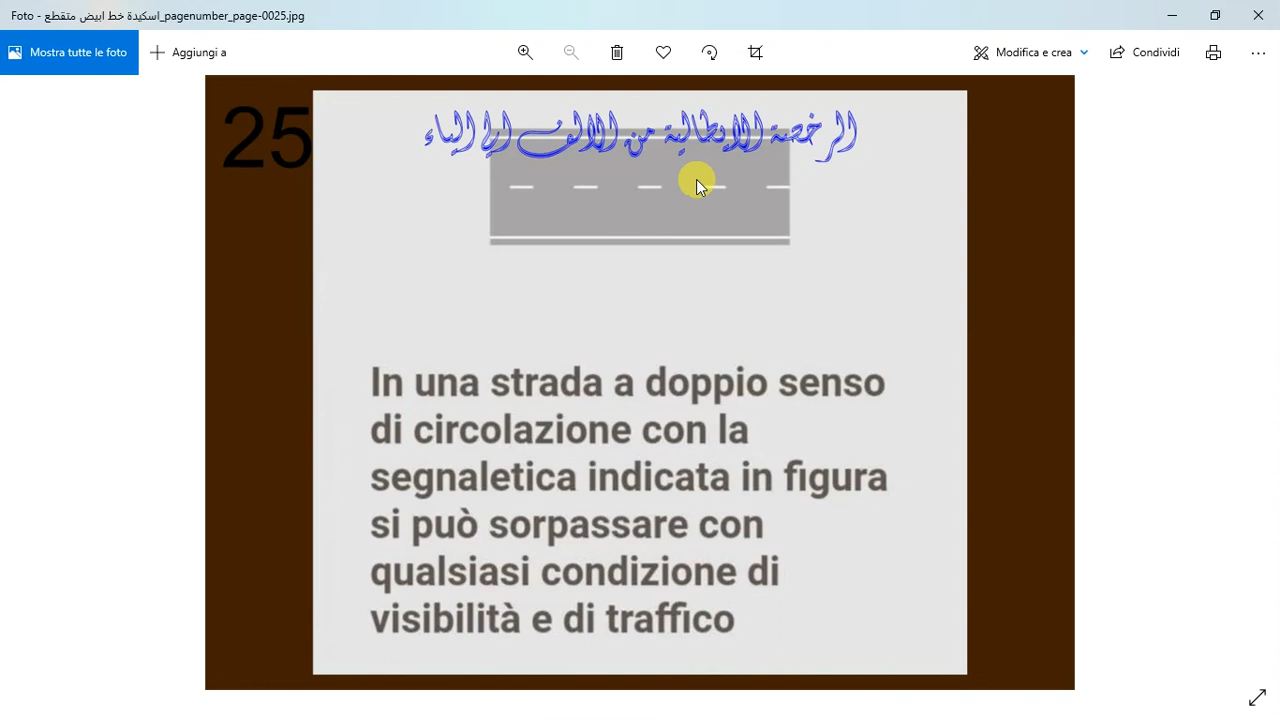 Foto - اسكيدة خط ابيض متقطع_pagenumber_page-0025.jpg
Mostra tutte le foto
Aggiungi a
Modifica e crea
Condividi
25
الرخصة الايطالية من الالف الى الياء
In una strada a doppio senso
di circolazione con la
segnaletica indicata in figura
si può sorpassare con
qualsiasi condizione di
visibilità e di traffico